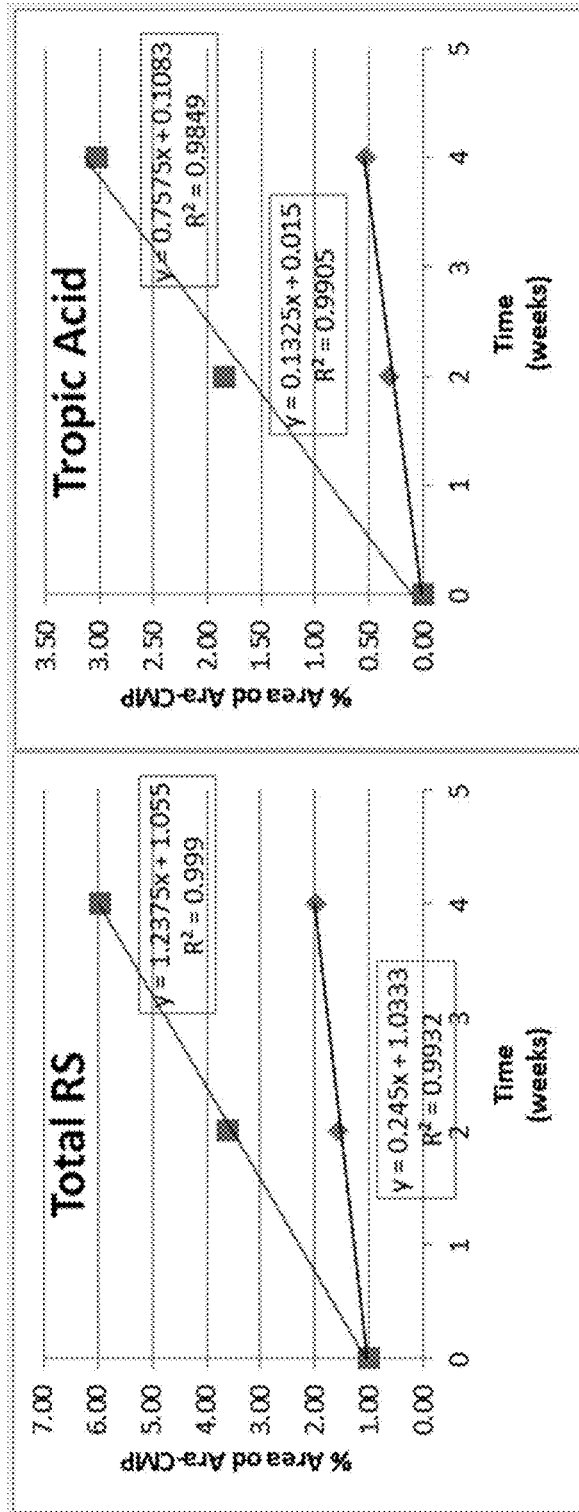 Total RS
% Area od Ara-CMP
7.00
6.00
5.00
4.00
3.00
2.00
1.00
0.00
y = 1.2375x + 1.055
R² = 0.999
y = 0.245x + 1.0333
R² = 0.9932
0 1 2 3 4 5
Time
(weeks)
Tropic Acid
% Area od Ara-CMP
3.50
3.00
2.50
2.00
1.50
1.00
0.50
0.00
y = 0.7575x + 0.1083
R² = 0.9849
y = 0.1325x + 0.015
R² = 0.9905
0 1 2 3 4 5
Time
(weeks)